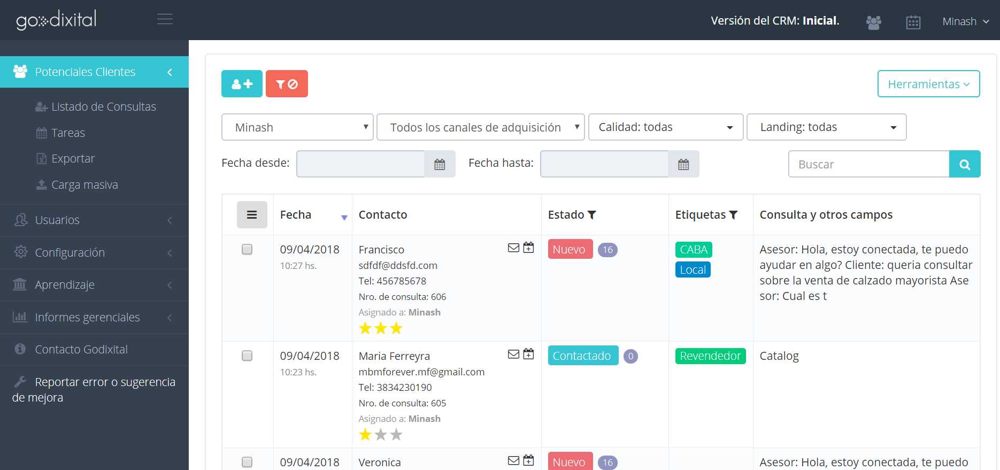 godixital
Versión del CRM: Inicial.
Minash
Potenciales Clientes
Listado de Consultas
Tareas
Exportar
Carga masiva
Usuarios
Configuración
Aprendizaje
Informes gerenciales
Contacto Godixital
Reportar error o sugerencia
de mejora
Herramientas
Minash
Todos los canales de adquisición
Calidad: todas
Landing: todas
Fecha desde:
Fecha hasta:
Buscar
Fecha
Contacto
Estado
Etiquetas
Consulta y otros campos
09/04/2018
10:27 hs.
Francisco
sdfdf@ddsfd.com
Tel: 456785678
Nro. de consulta: 606
Asignado a: Minash
Nuevo
16
CABA
Local
Asesor: Hola, estoy conectada, te puedo
ayudar en algo? Cliente: queria consultar
sobre la venta de calzado mayorista Ase
sor: Cual es t
09/04/2018
10:23 hs.
Maria Ferreyra
mbmforever.mf@gmail.com
Tel: 3834230190
Nro. de consulta: 605
Asignado a: Minash
Contactado
0
Revendedor
Catalog
09/04/2018
Veronica
Nuevo
16
Asesor: Hola, estoy conectada, te puedo